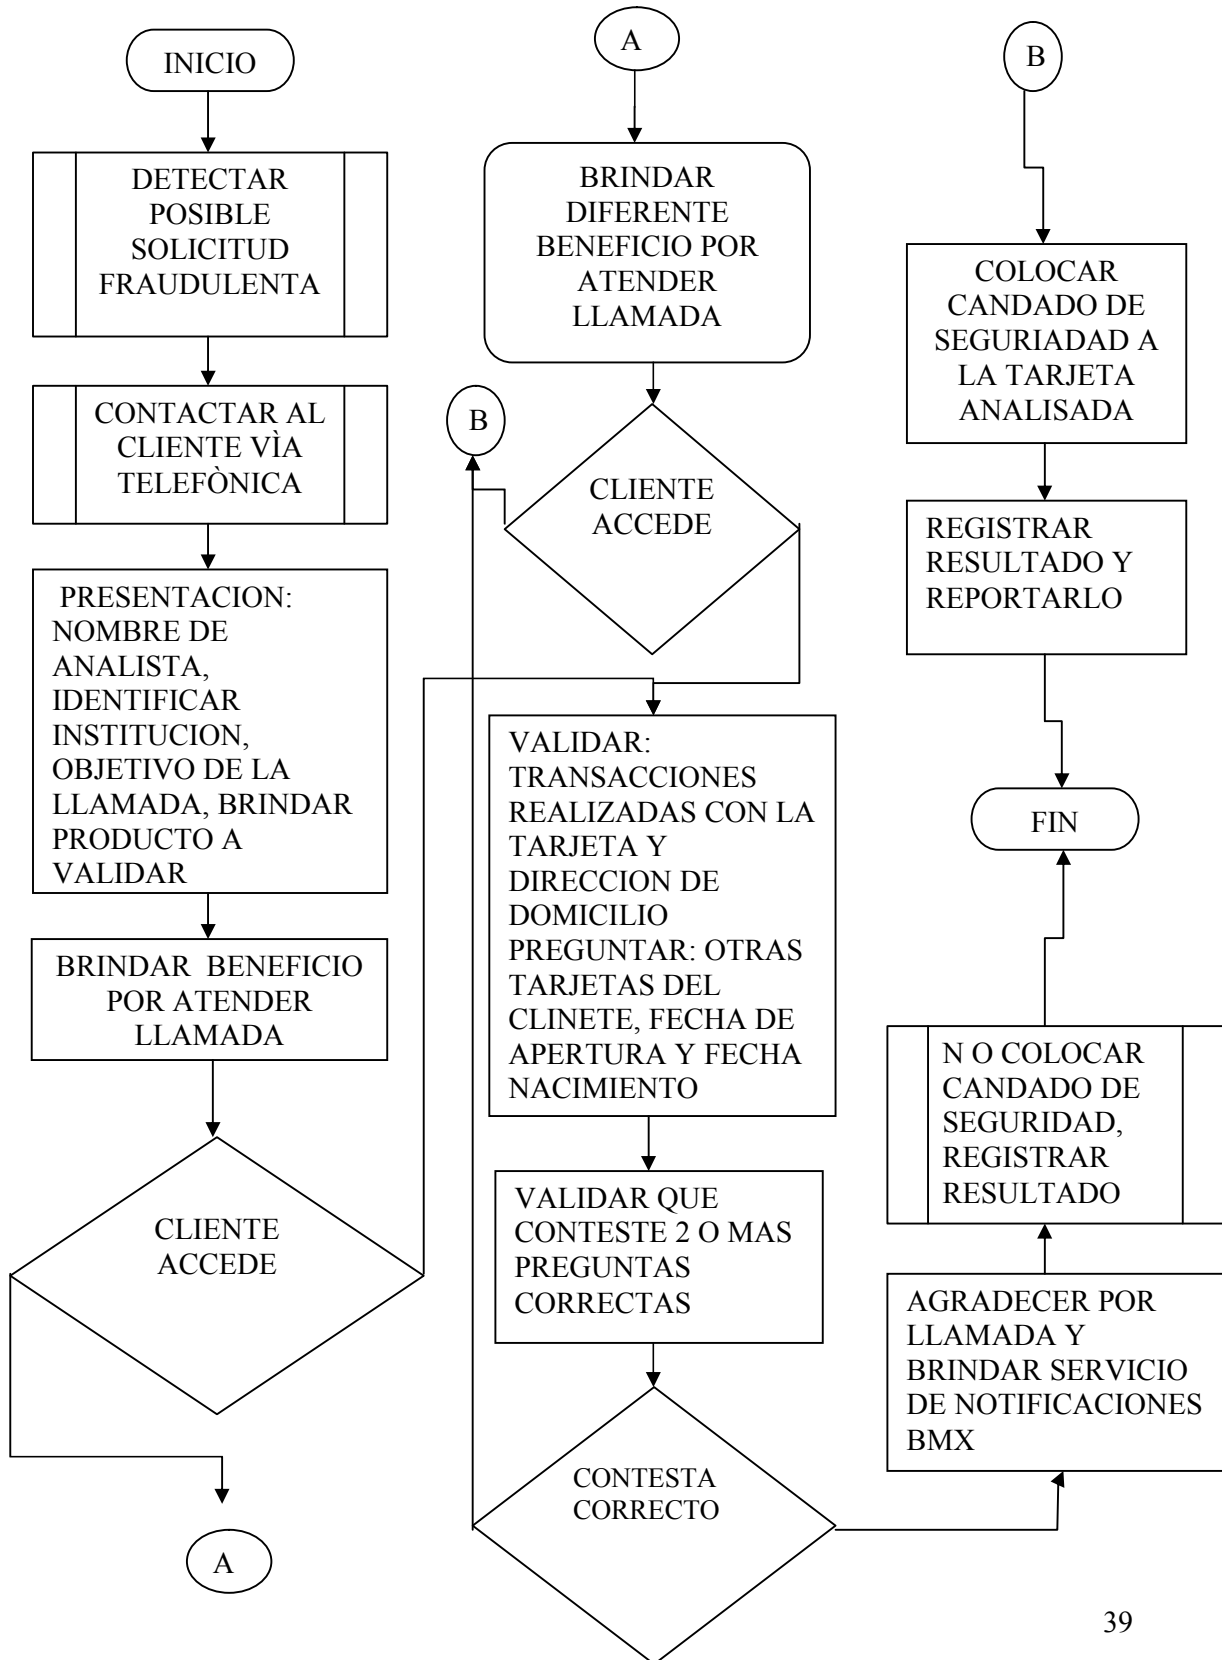 INICIO
DETECTAR
POSIBLE
SOLICITUD
FRAUDULENTA
CONTACTAR AL
CLIENTE VÌA
TELEFÒNICA
PRESENTACION:
NOMBRE DE
ANALISTA,
IDENTIFICAR
INSTITUCION,
OBJETIVO DE LA
LLAMADA, BRINDAR
PRODUCTO A
VALIDAR
BRINDAR BENEFICIO
POR ATENDER
LLAMADA
CLIENTE
ACCEDE
A
A
BRINDAR
DIFERENTE
BENEFICIO POR
ATENDER
LLAMADA
B
CLIENTE
ACCEDE
VALIDAR:
TRANSACCIONES
REALIZADAS CON LA
TARJETA Y
DIRECCION DE
DOMICILIO
PREGUNTAR: OTRAS
TARJETAS DEL
CLINETE, FECHA DE
APERTURA Y FECHA
NACIMIENTO
VALIDAR QUE
CONTESTE 2 O MAS
PREGUNTAS
CORRECTAS
CONTESTA
CORRECTO
B
COLOCAR
CANDADO DE
SEGURIADAD A
LA TARJETA
ANALISADA
REGISTRAR
RESULTADO Y
REPORTARLO
FIN
N O COLOCAR
CANDADO DE
SEGURIDAD,
REGISTRAR
RESULTADO
AGRADECER POR
LLAMADA Y
BRINDAR SERVICIO
DE NOTIFICACIONES
BMX
39